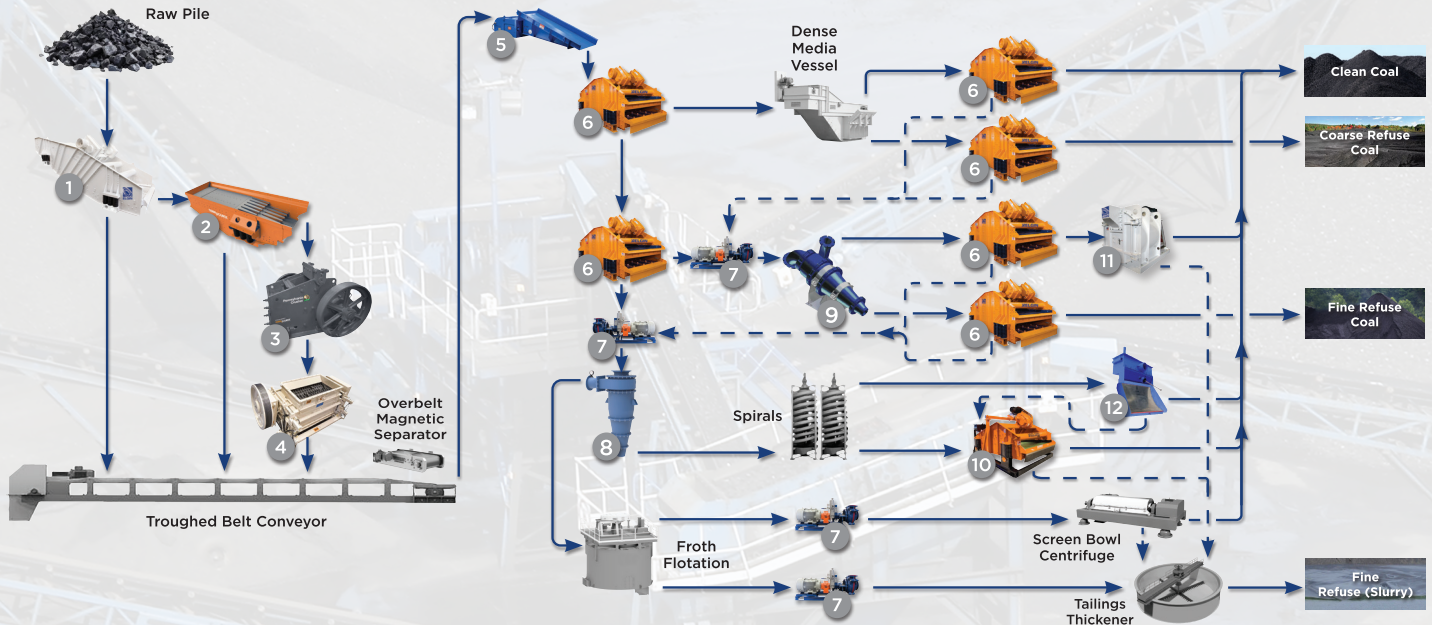 Raw Pile
1
2
3
4
Overbelt
Magnetic
Separator
Troughed Belt Conveyor
5
6
Dense
Media
Vessel
6
6
6
7
9
6
11
6
7
8
Spirals
12
10
Froth
Flotation
7
7
Screen Bowl
Centrifuge
Tailings
Thickener
Clean Coal
Coarse Refuse
Coal
Fine Refuse
Coal
Fine
Refuse (Slurry)